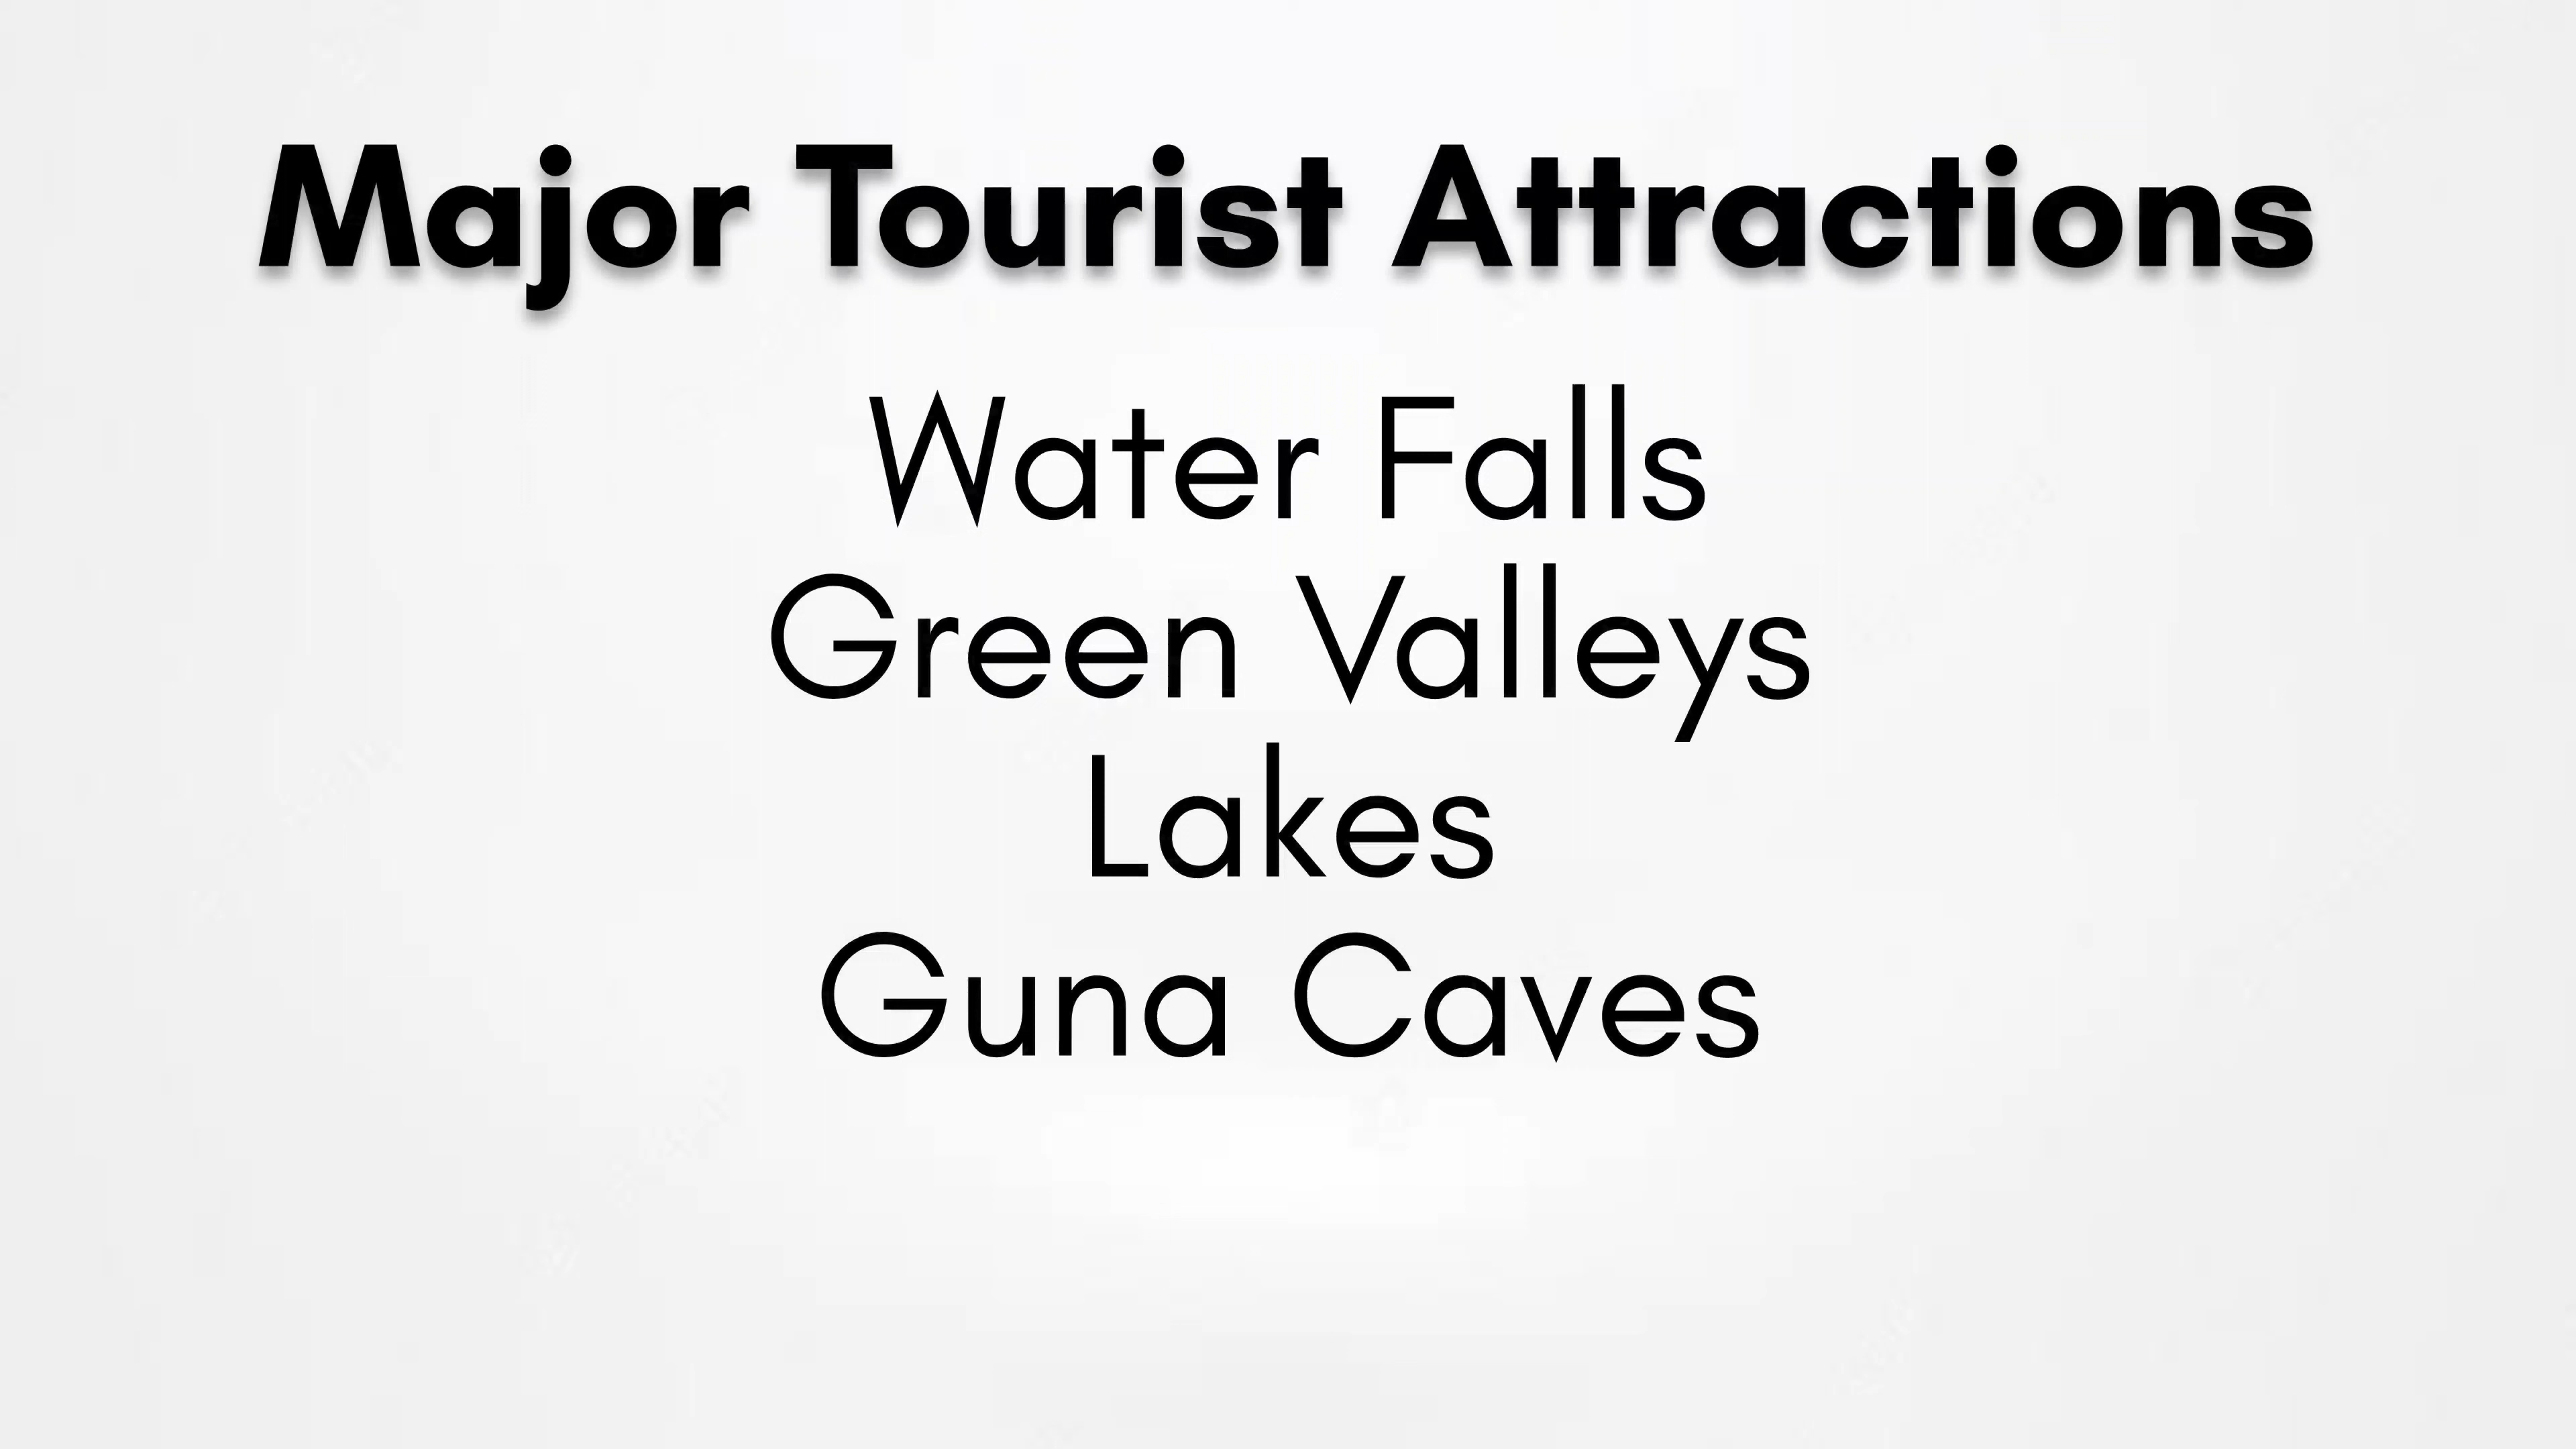 Major Tourist Attractions
Water Falls
Green Valleys
Lakes
Guna Caves